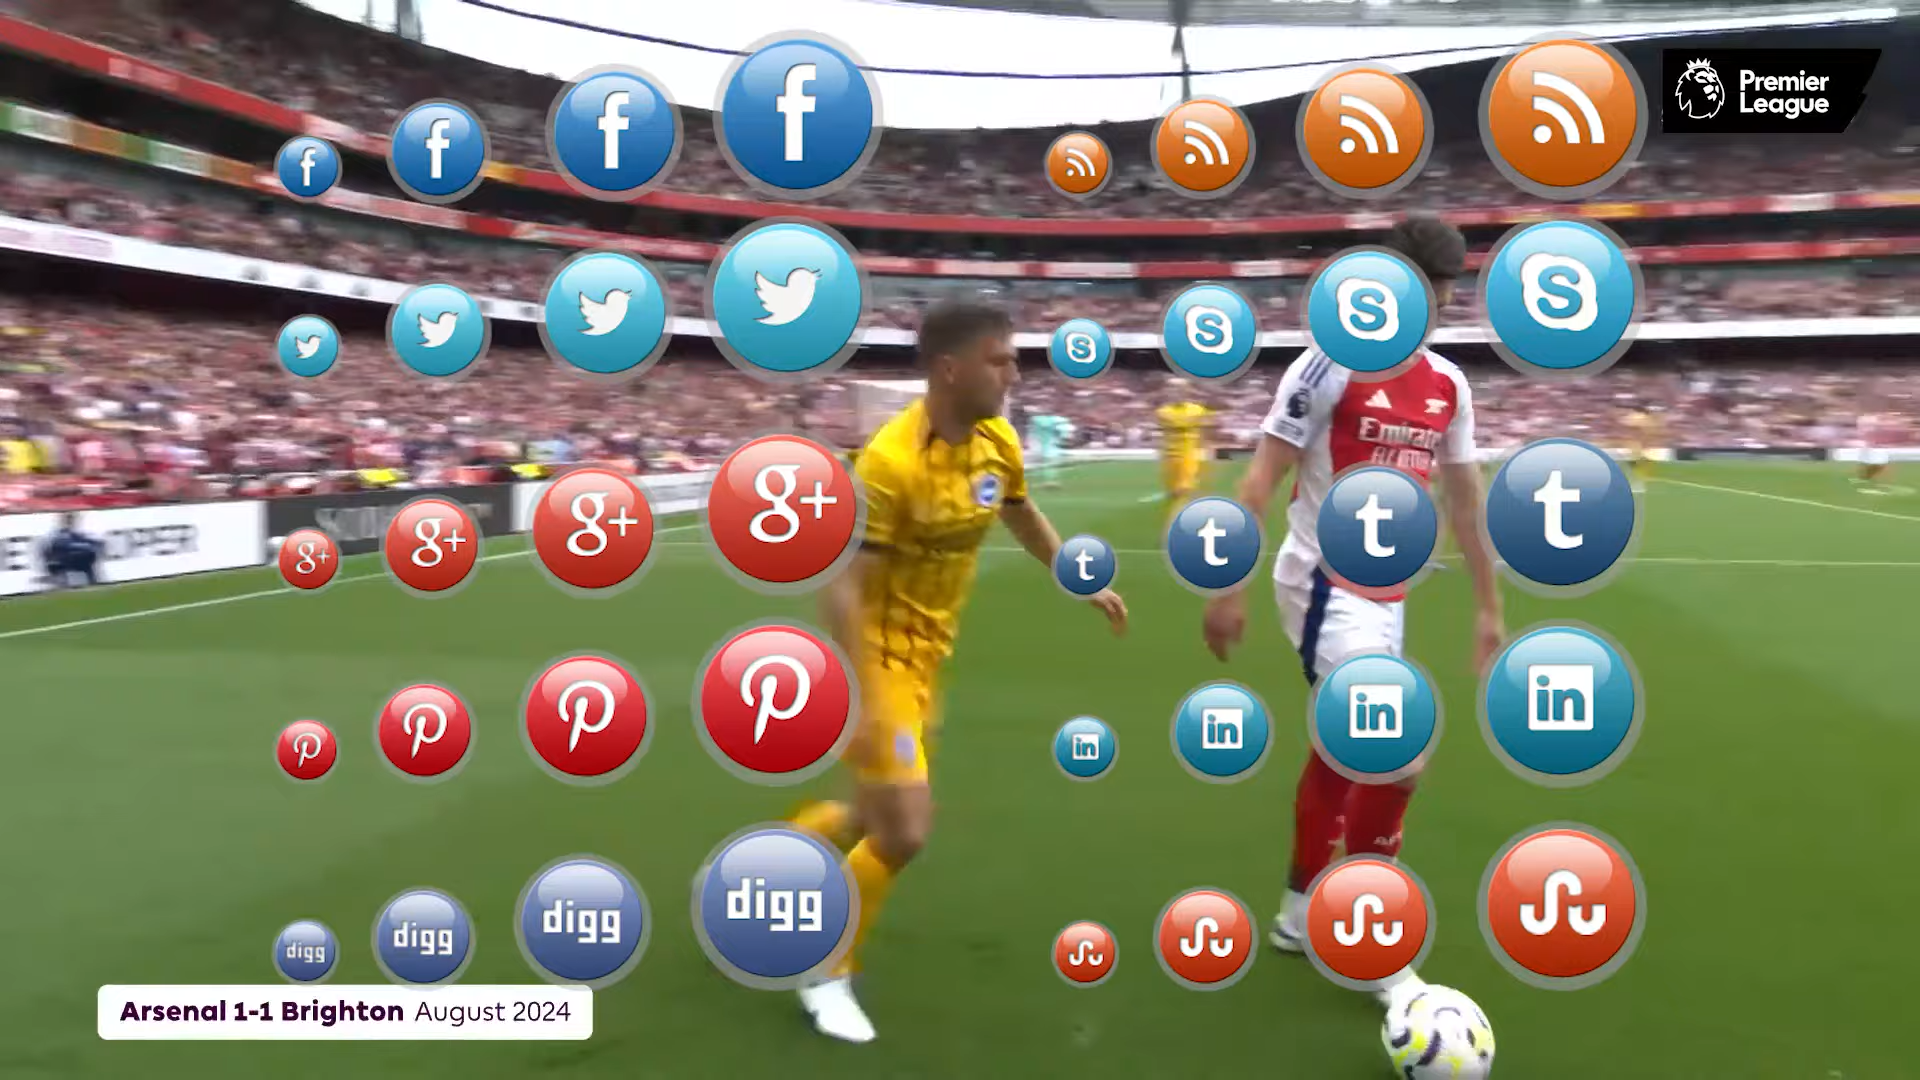 Premier
League
Emirates
g+ g+ g+ g+
t t t t
in in in in
digg digg digg digg
Arsenal 1-1 Brighton August 2024